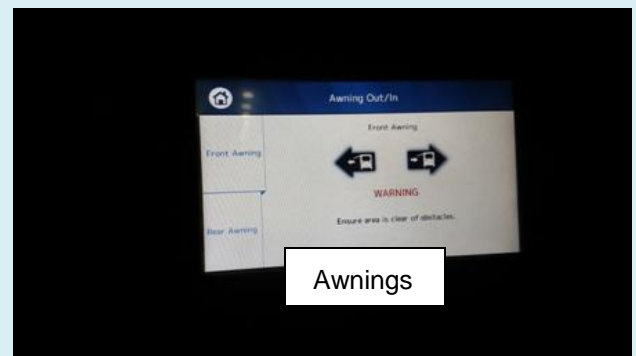 Awning Out/In
Front Awning
Front Awning
WARNING
Ensure area is clear of obstacles.
Rear Awning
Awnings